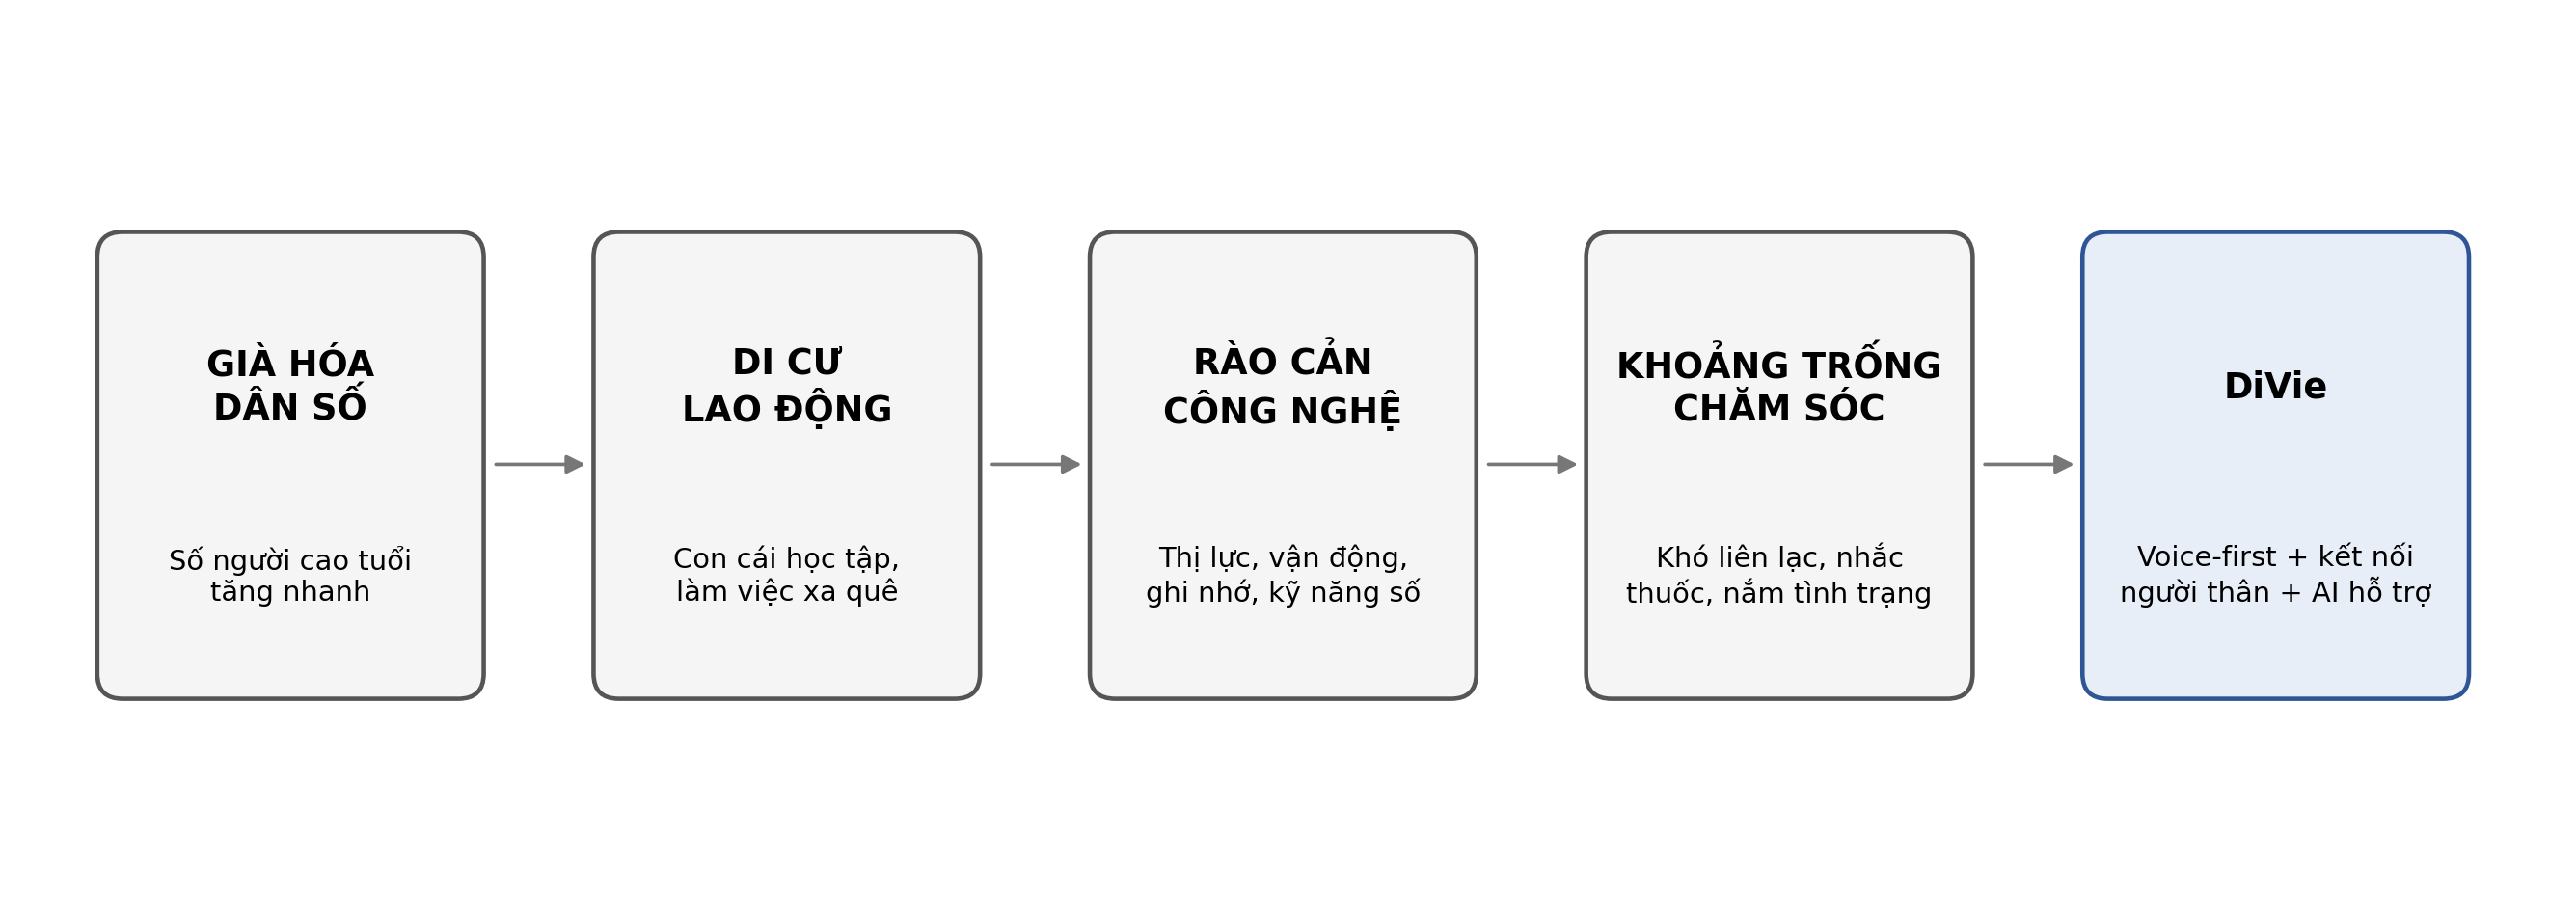 GIÀ HÓA
DÂN SỐ
Số người cao tuổi
tăng nhanh
DI CƯ
LAO ĐỘNG
Con cái học tập,
làm việc xa quê
RÀO CẢN
CÔNG NGHỆ
Thị lực, vận động,
ghi nhớ, kỹ năng số
KHOẢNG TRỐNG
CHĂM SÓC
Khó liên lạc, nhắc
thuốc, nắm tình trạng
DiVie
Voice-first + kết nối
người thân + AI hỗ trợ